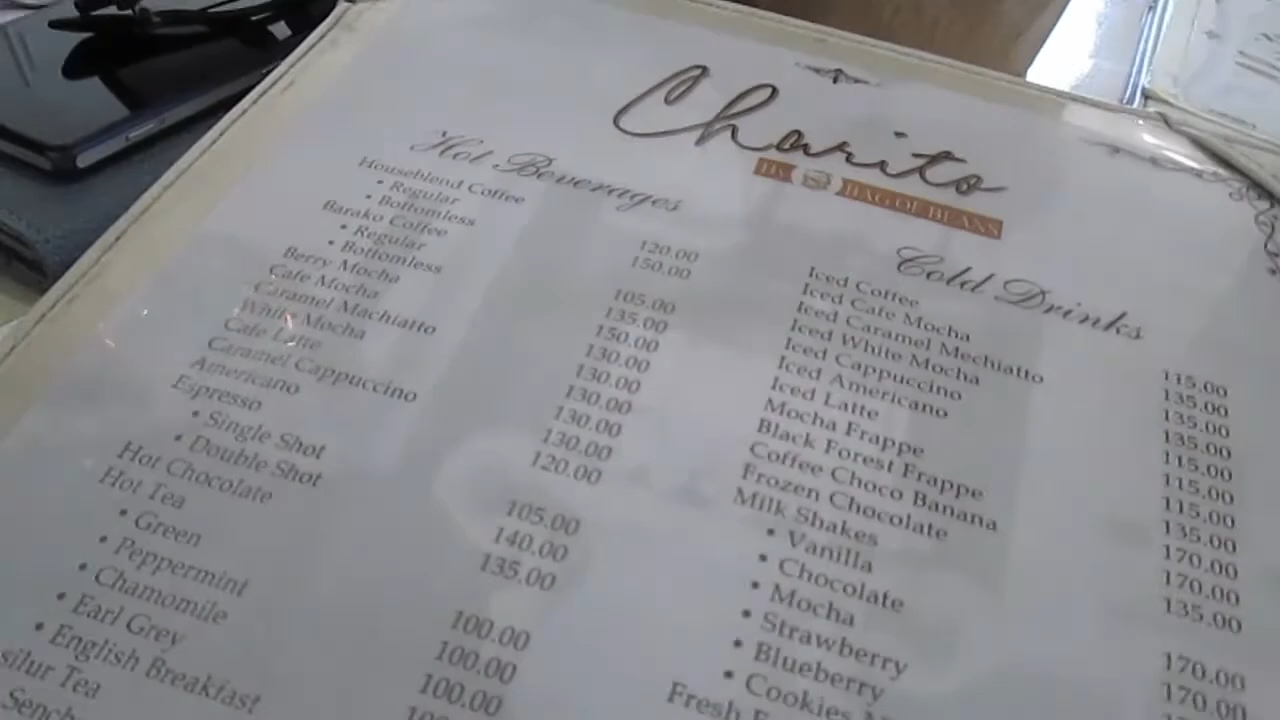 Charito
By BAG OF BEANS
Hot Beverages
Houseblend Coffee
• Regular 120.00
• Bottomless 150.00
Barako Coffee
• Regular 105.00
• Bottomless 135.00
Berry Mocha 150.00
Cafe Mocha 130.00
Caramel Machiatto 130.00
White Mocha 130.00
Cafe Latte 130.00
Caramel Cappuccino 130.00
Americano 120.00
Espresso
• Single Shot 105.00
• Double Shot 140.00
Hot Chocolate 135.00
Hot Tea
• Green 100.00
• Peppermint 100.00
• Chamomile 100.00
• Earl Grey
• English Breakfast
Tea
Cold Drinks
Iced Coffee 115.00
Iced Cafe Mocha 135.00
Iced Caramel Mechiatto 135.00
Iced White Mocha 135.00
Iced Cappuccino 115.00
Iced Americano 115.00
Iced Latte 115.00
Mocha Frappe 135.00
Black Forest Frappe 170.00
Coffee Choco Banana 170.00
Frozen Chocolate 135.00
Milk Shakes
• Vanilla 170.00
• Chocolate 170.00
• Mocha
• Strawberry
• Blueberry
• Cookies
Fresh